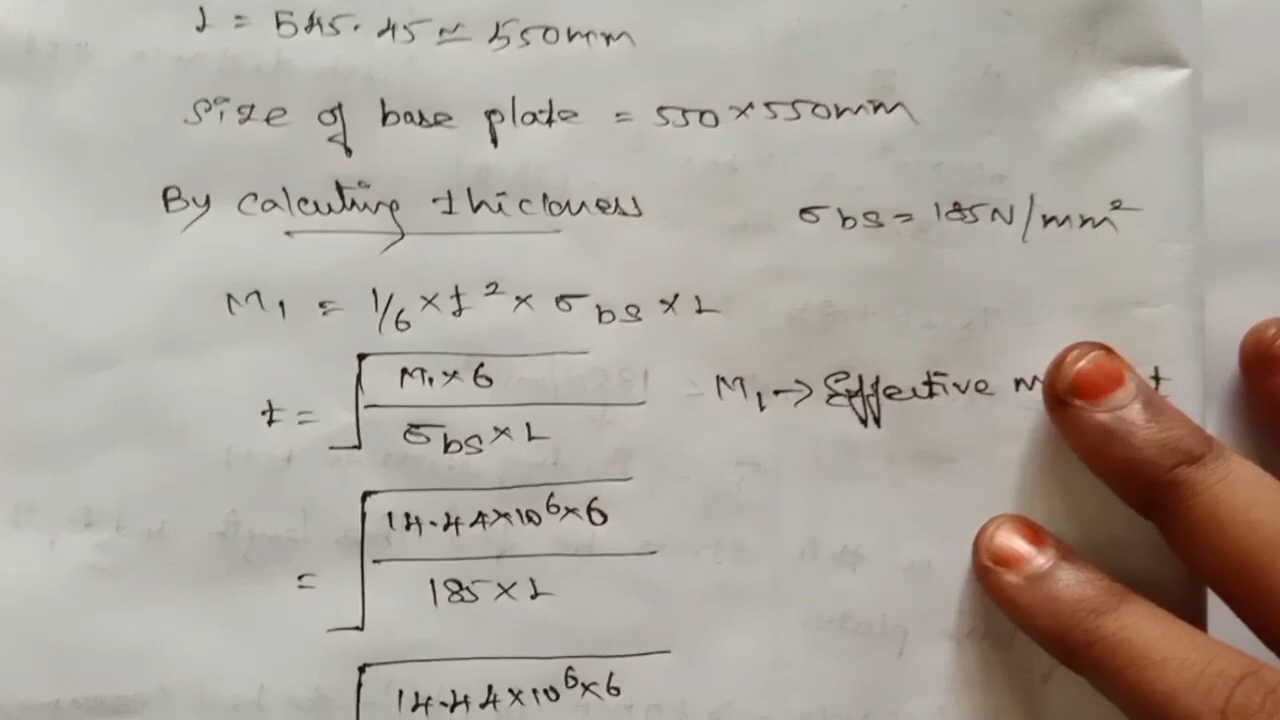 L = 545.45 ≃ 550mm
Size of base plate = 550 × 550mm
By calcuting thickness
σbs = 185N/mm²
M₁ = 1/6 × t² × σbs × L
t = √(M₁ × 6 / σbs × L)
M₁ → Effective
= √(14.44 × 10⁶ × 6 / 185 × L)
14.44 × 10⁶ × 6